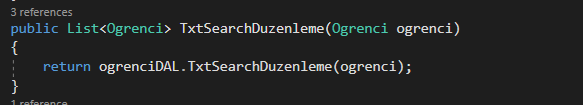 3 references
public List<Ogrenci> TxtSearchDuzenleme(Ogrenci ogrenci)
{
return ogrenciDAL.TxtSearchDuzenleme(ogrenci);
}
1 reference